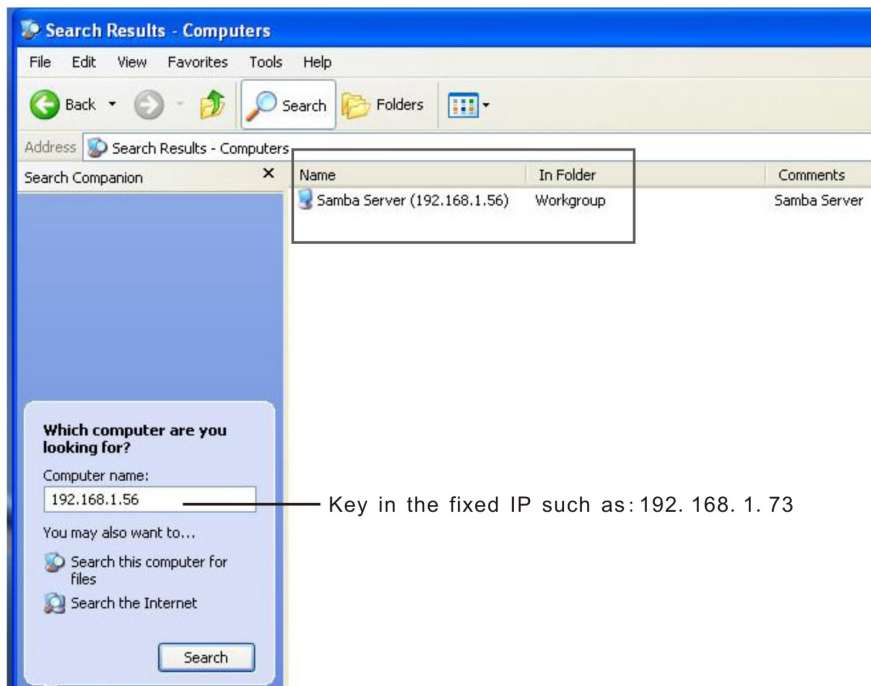 Search Results - Computers
File Edit View Favorites Tools Help
Back Search Folders
Address Search Results - Computers
Search Companion
Name In Folder Comments
Samba Server (192.168.1.56) Workgroup Samba Server
Which computer are you
looking for?
Computer name:
192.168.1.56
Key in the fixed IP such as: 192. 168. 1. 73
You may also want to...
Search this computer for
files
Search the Internet
Search